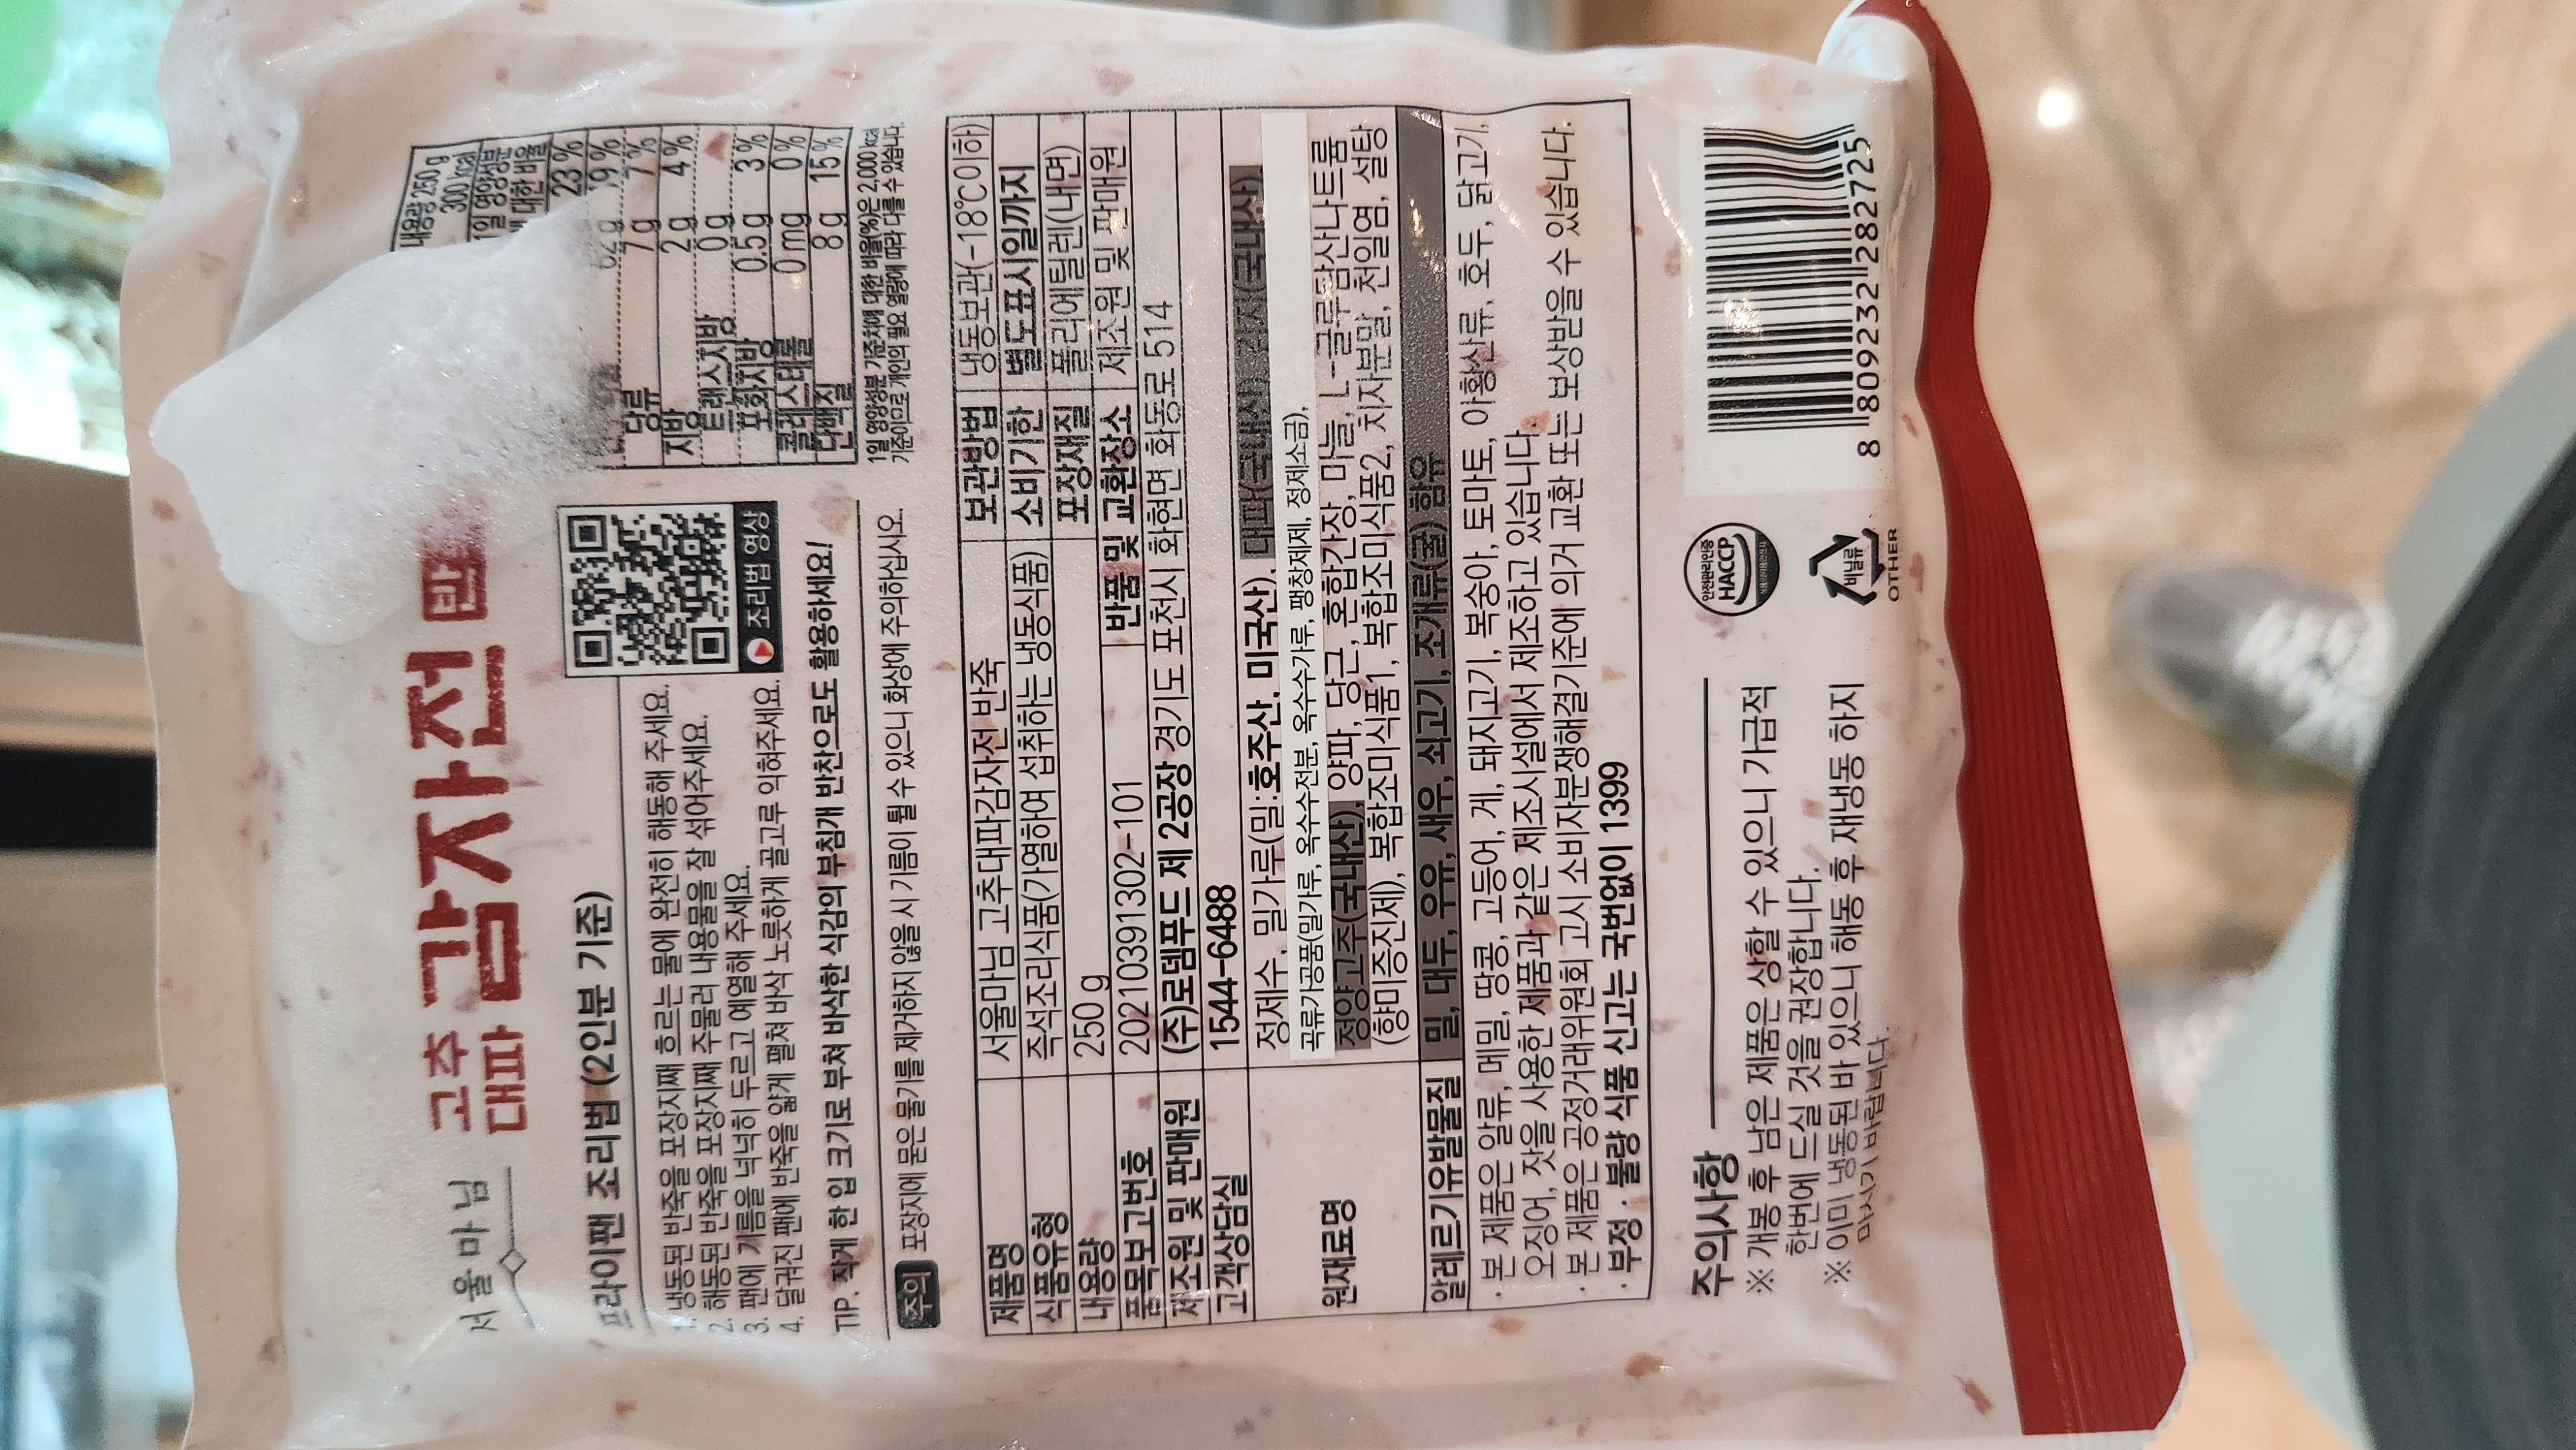 서울마님
고추
대파
감자전
프라이팬 조리법 (2인분 기준)
1. 냉동된 반죽을 포장지째 흐르는 물에 완전히 해동해 주세요.
2. 해동된 반죽을 포장지째 주물러 내용물을 잘 섞어주세요.
3. 팬에 기름을 넉넉히 두르고 예열해 주세요.
4. 달궈진 팬에 반죽을 얇게 펼쳐 바삭 노릇하게 골고루 익혀주세요.
조리법 영상
TIP. 작게 한 입 크기로 부쳐 바삭한 식감의 부침개 반찬으로도 활용하세요!
주의 포장지에 묻은 물기를 제거하지 않을 시 기름이 튈 수 있으니 화상에 주의하십시오.
내용량 250 g
300 kcal
1일 영양성분
대한 비율
23 %
62 g 19 %
당류 7 g 7 %
지방 2 g 4 %
트랜스지방 0 g
포화지방 0.5 g 3 %
콜레스테롤 0 mg 0 %
단백질 8 g 15 %
1일 영양성분 기준치에 대한 비율(%)은 2,000 kcal
기준이므로 개인의 필요 열량에 따라 다를 수 있습니다.
제품명 서울마님 고추대파감자전 반죽 보관방법 냉동보관(-18℃이하)
식품유형 즉석조리식품(가열하여 섭취하는 냉동식품) 소비기한 별도표시일까지
내용량 250 g 포장재질 폴리에틸렌(내면)
품목보고번호 20210391302-101 반품 및 교환장소 제조원 및 판매원
제조원 및 판매원 (주)로뎀푸드 제 2공장 경기도 포천시 화현면 화동로 514
고객상담실 1544-6488
원재료명 정제수, 밀가루(밀:호주산, 미국산), 대파(국내산), 감자(국내산),
곡류가공품(밀가루, 옥수수전분, 옥수수가루, 팽창제제, 정제소금),
청양고추(국내산), 양파, 당근, 혼합간장, 마늘, L-글루탐산나트륨
(향미증진제), 복합조미식품1, 복합조미식품2, 치자분말, 천일염, 설탕
알레르기유발물질 밀, 대두, 우유, 새우, 쇠고기, 조개류(굴) 함유
· 본 제품은 알류, 메밀, 땅콩, 고등어, 게, 돼지고기, 복숭아, 토마토, 아황산류, 호두, 닭고기,
오징어, 잣을 사용한 제품과 같은 제조시설에서 제조하고 있습니다.
· 본 제품은 공정거래위원회 고시 소비자분쟁해결기준에 의거 교환 또는 보상받을 수 있습니다.
· 부정 · 불량 식품 신고는 국번없이 1399
주의사항
※ 개봉 후 남은 제품은 상할 수 있으니 가급적
한번에 드실 것을 권장합니다.
※ 이미 냉동된 바 있으니 해동 후 재냉동 하지
마시기 바랍니다.
안전관리인증
HACCP
비닐류
OTHER
8 809232 282725